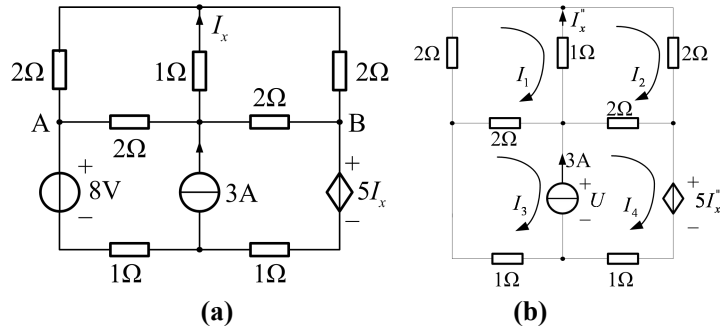 I_x
2Ω
1Ω
2Ω
2Ω
A
B
2Ω
+
8V
−
3A
+
5I_x
−
1Ω
1Ω
(a)
I_x"
2Ω
1Ω
2Ω
I_1
I_2
2Ω
2Ω
3A
+
U
−
I_3
I_4
+
5I_x"
−
1Ω
1Ω
(b)